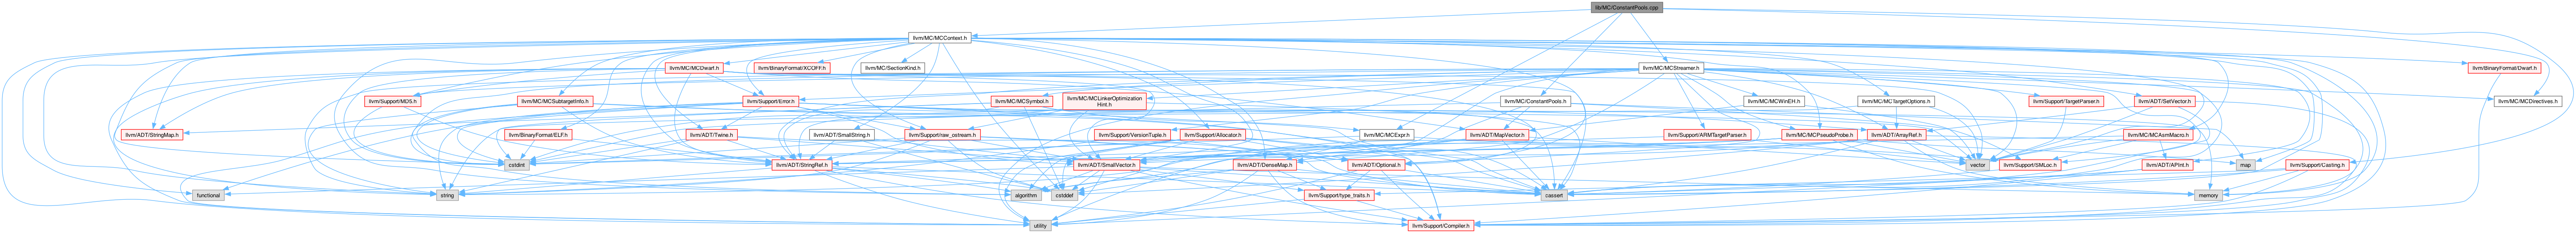 lib/MC/ConstantPools.cpp
llvm/MC/MCContext.h
llvm/MC/MCDwarf.h
llvm/BinaryFormat/XCOFF.h
llvm/MC/SectionKind.h
llvm/MC/MCStreamer.h
llvm/BinaryFormat/Dwarf.h
llvm/Support/MD5.h
llvm/MC/MCSubtargetInfo.h
llvm/Support/Error.h
llvm/MC/MCSymbol.h
llvm/MC/MCLinkerOptimization
Hint.h
llvm/MC/ConstantPools.h
llvm/MC/MCWinEH.h
llvm/MC/MCTargetOptions.h
llvm/Support/TargetParser.h
llvm/ADT/SetVector.h
llvm/MC/MCDirectives.h
llvm/ADT/StringMap.h
llvm/BinaryFormat/ELF.h
llvm/ADT/Twine.h
llvm/ADT/SmallString.h
llvm/Support/raw_ostream.h
llvm/Support/VersionTuple.h
llvm/Support/Allocator.h
llvm/MC/MCExpr.h
llvm/ADT/MapVector.h
llvm/Support/ARMTargetParser.h
llvm/MC/MCPseudoProbe.h
llvm/ADT/ArrayRef.h
llvm/MC/MCAsmMacro.h
cstdint
llvm/ADT/StringRef.h
llvm/ADT/SmallVector.h
llvm/ADT/DenseMap.h
llvm/ADT/Optional.h
vector
llvm/Support/SMLoc.h
llvm/ADT/APInt.h
map
llvm/Support/Casting.h
functional
string
algorithm
cstddef
llvm/Support/type_traits.h
cassert
memory
utility
llvm/Support/Compiler.h